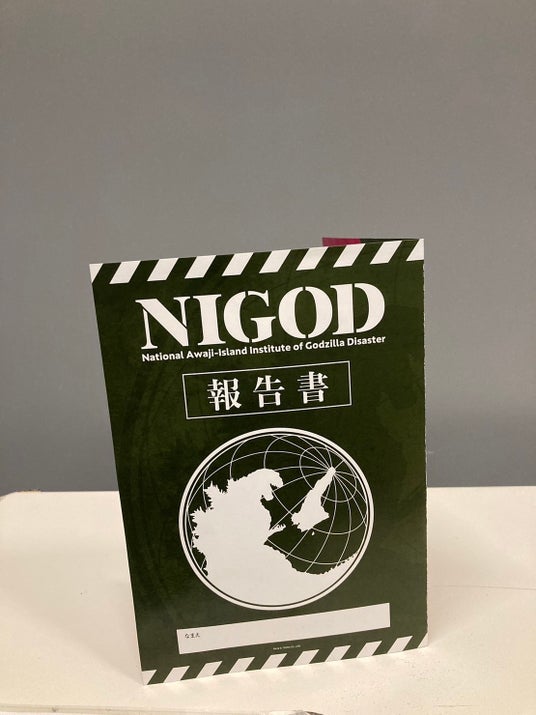 NIGOD
National Awaji-Island Institute of Godzilla Disaster
報告書
なまえ